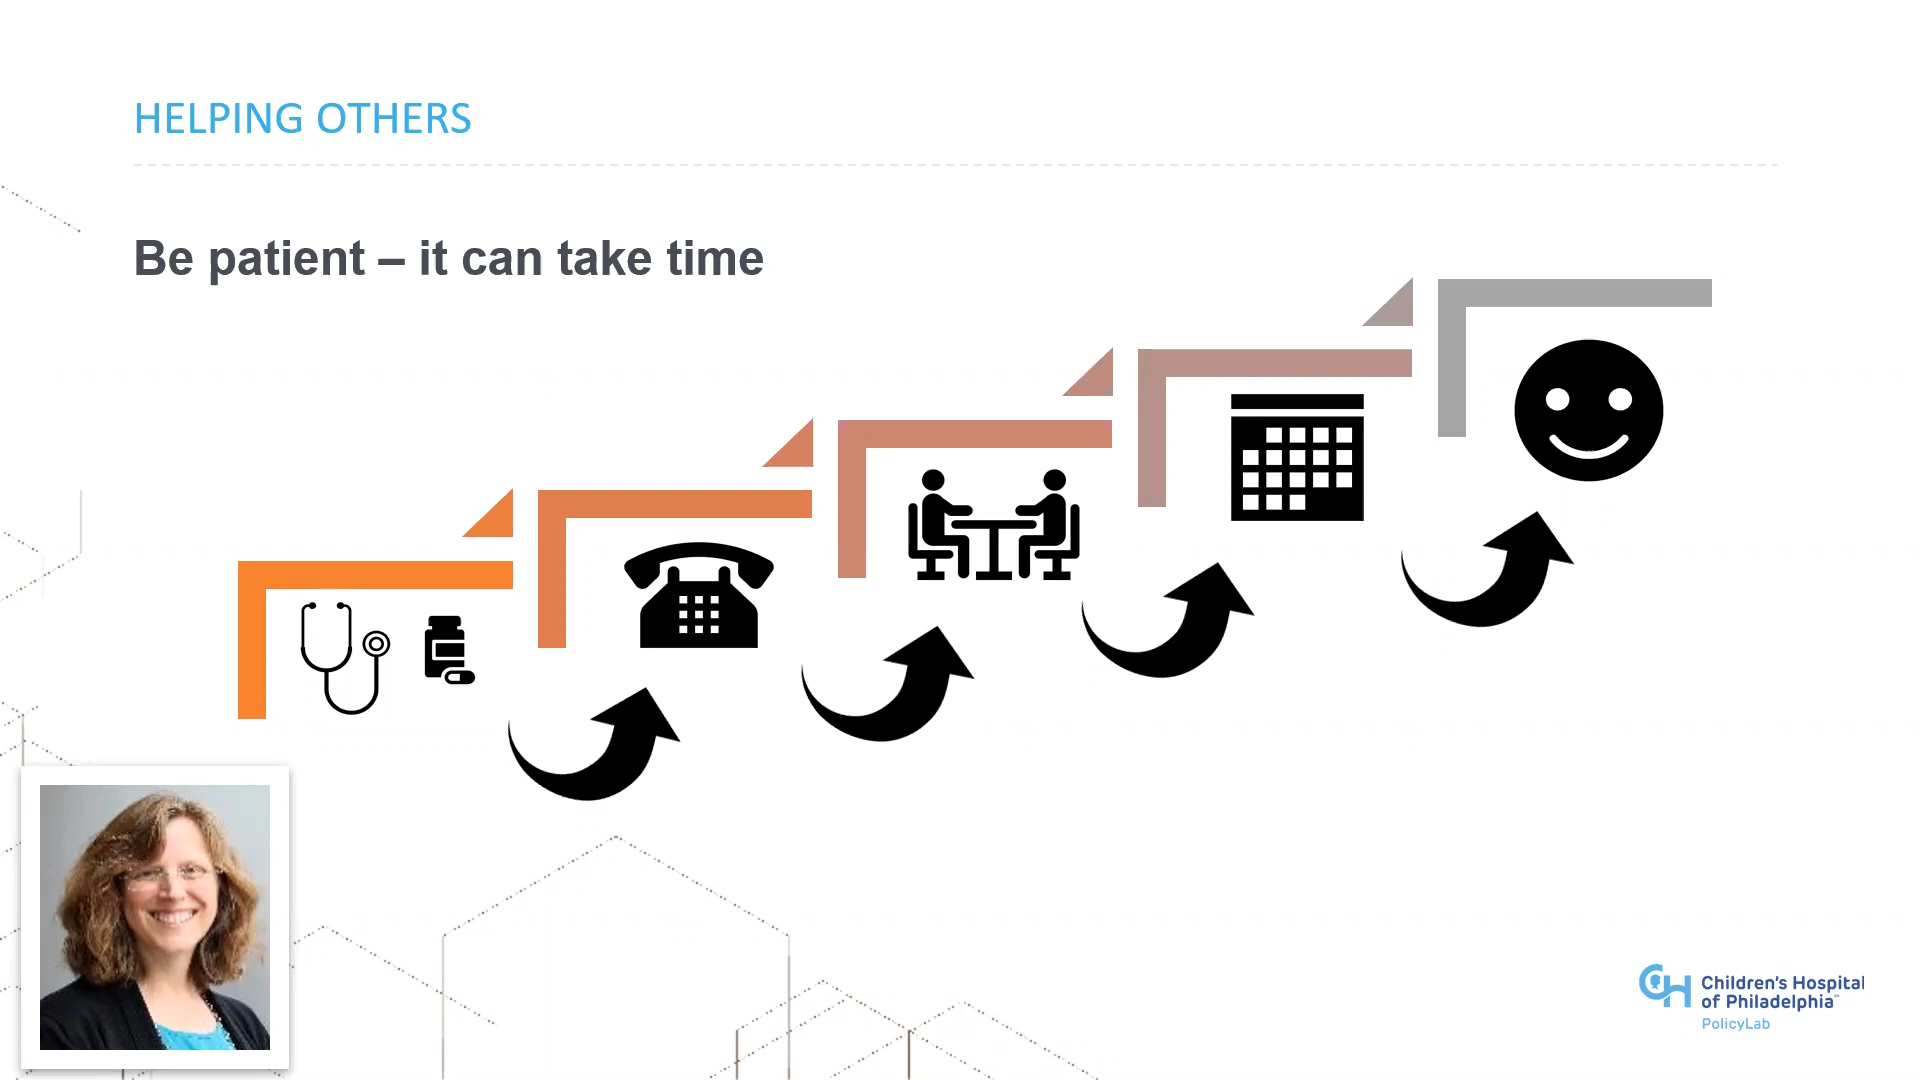 HELPING OTHERS
Be patient – it can take time
Children's Hospital
of Philadelphia™
PolicyLab